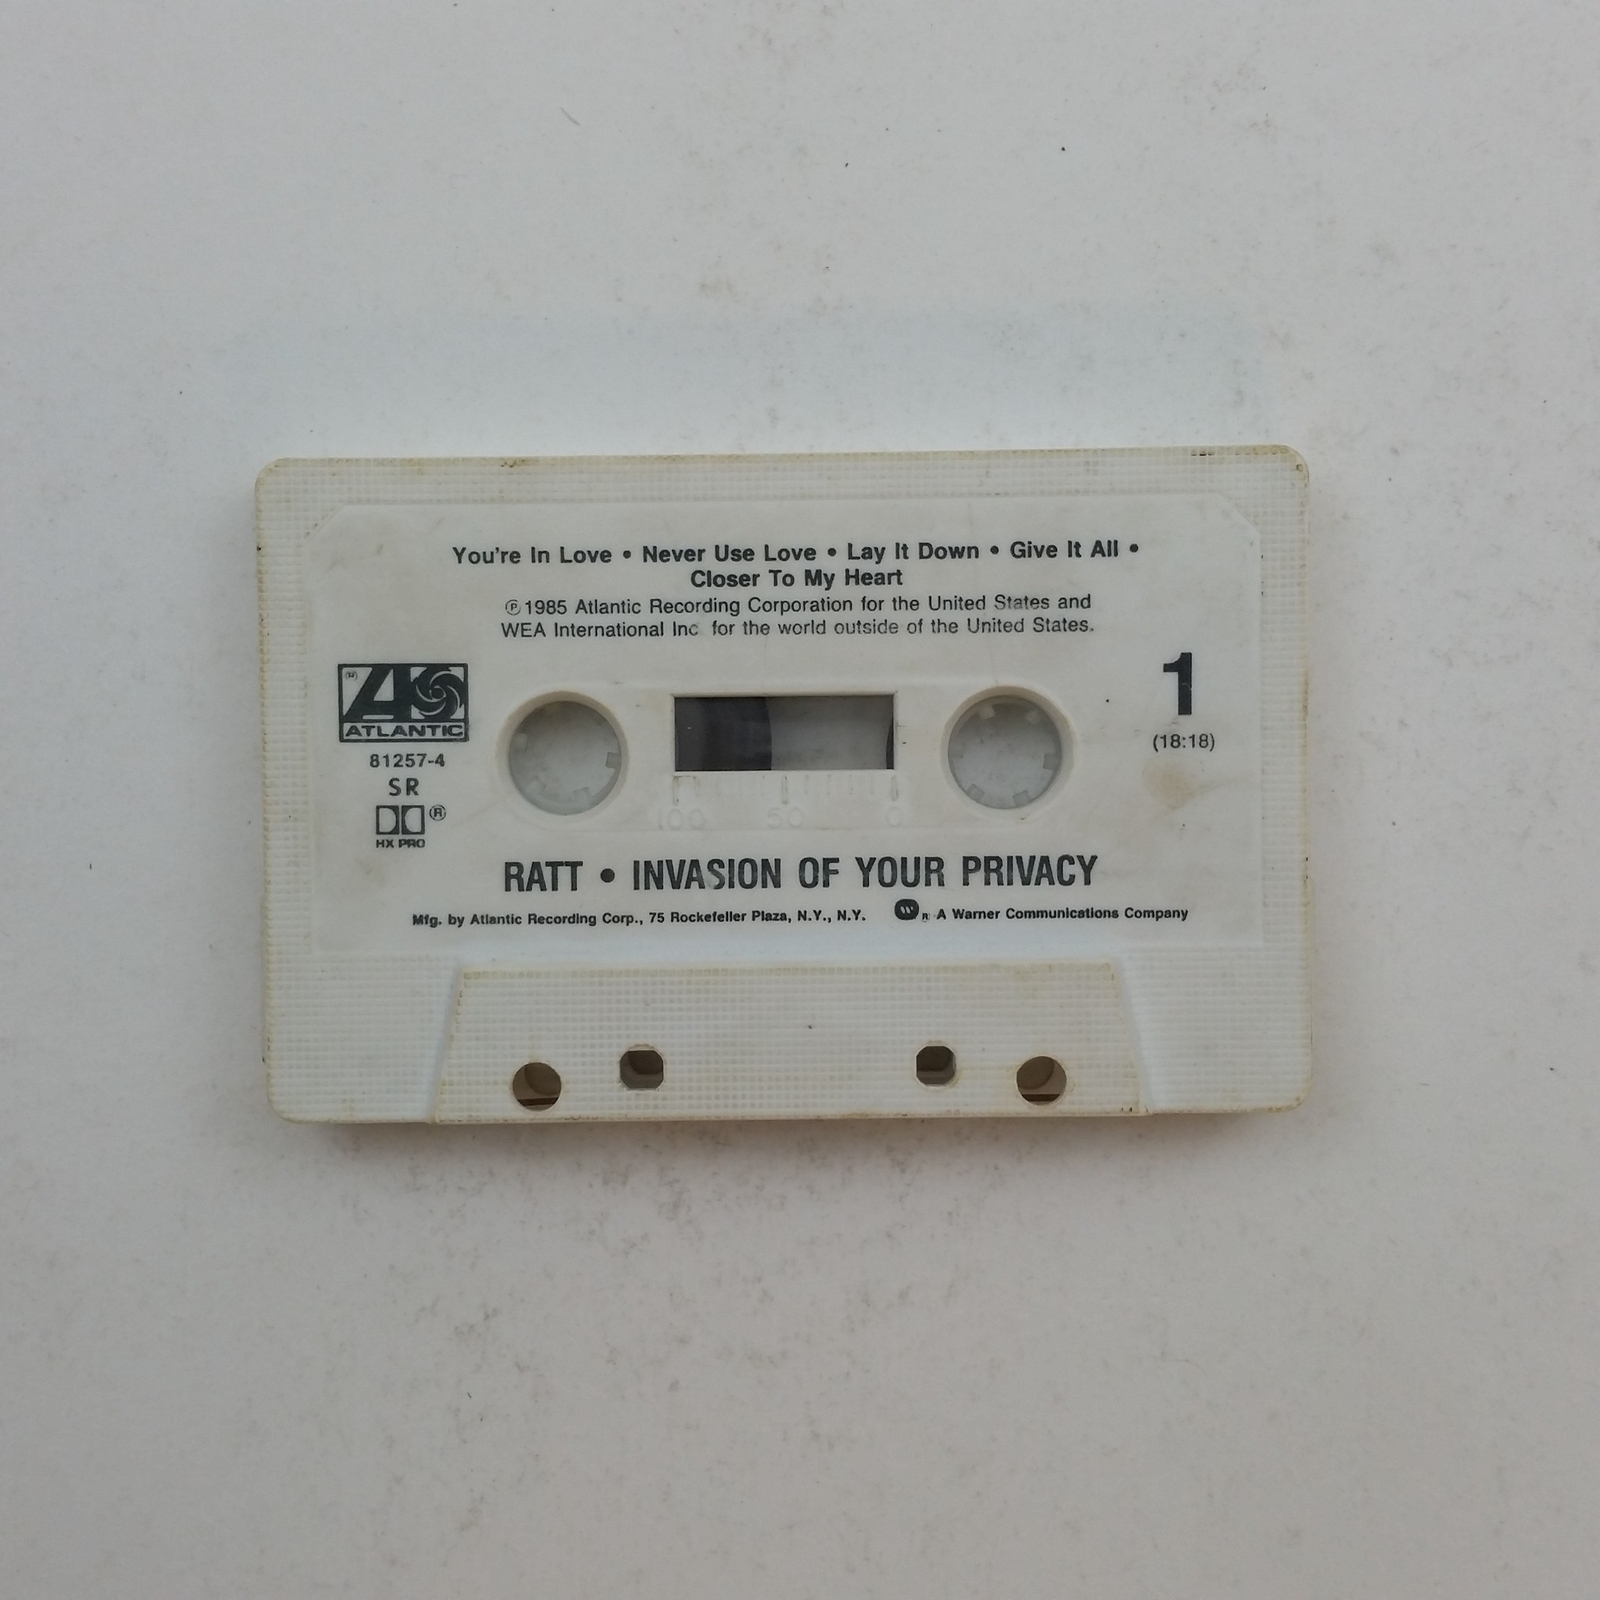 You're In Love • Never Use Love • Lay It Down • Give It All •
Closer To My Heart
℗ 1985 Atlantic Recording Corporation for the United States and
WEA International Inc for the world outside of the United States.
® ATLANTIC
81257-4
SR
®
HX PRO
1
(18:18)
100 50 0
RATT • INVASION OF YOUR PRIVACY
Mfg. by Atlantic Recording Corp., 75 Rockefeller Plaza, N.Y., N.Y. ® A Warner Communications Company